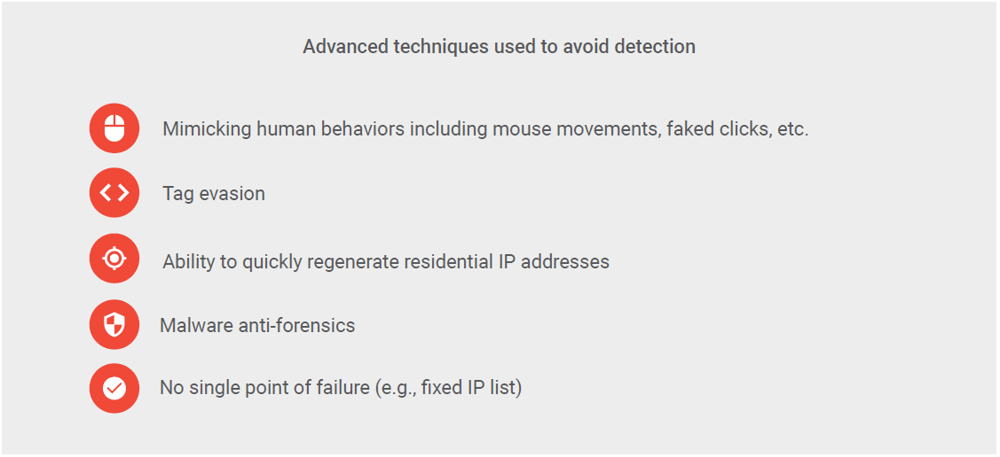 Advanced techniques used to avoid detection
Mimicking human behaviors including mouse movements, faked clicks, etc.
Tag evasion
Ability to quickly regenerate residential IP addresses
Malware anti-forensics
No single point of failure (e.g., fixed IP list)